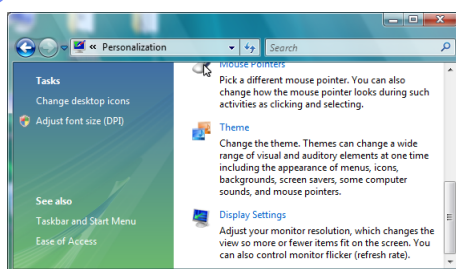 « Personalization
Search
Tasks
Change desktop icons
Adjust font size (DPI)
See also
Taskbar and Start Menu
Ease of Access
Mouse Pointers
Pick a different mouse pointer. You can also
change how the mouse pointer looks during such
activities as clicking and selecting.
Theme
Change the theme. Themes can change a wide
range of visual and auditory elements at one time
including the appearance of menus, icons,
backgrounds, screen savers, some computer
sounds, and mouse pointers.
Display Settings
Adjust your monitor resolution, which changes the
view so more or fewer items fit on the screen. You
can also control monitor flicker (refresh rate).